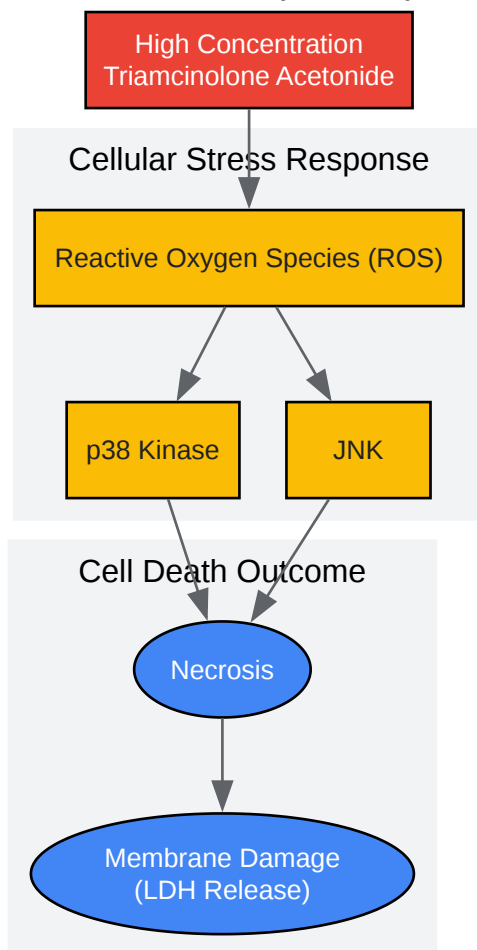 High Concentration
Triamcinolone Acetonide
Cellular Stress Response
Reactive Oxygen Species (ROS)
p38 Kinase
JNK
Cell Death Outcome
Necrosis
Membrane Damage
(LDH Release)